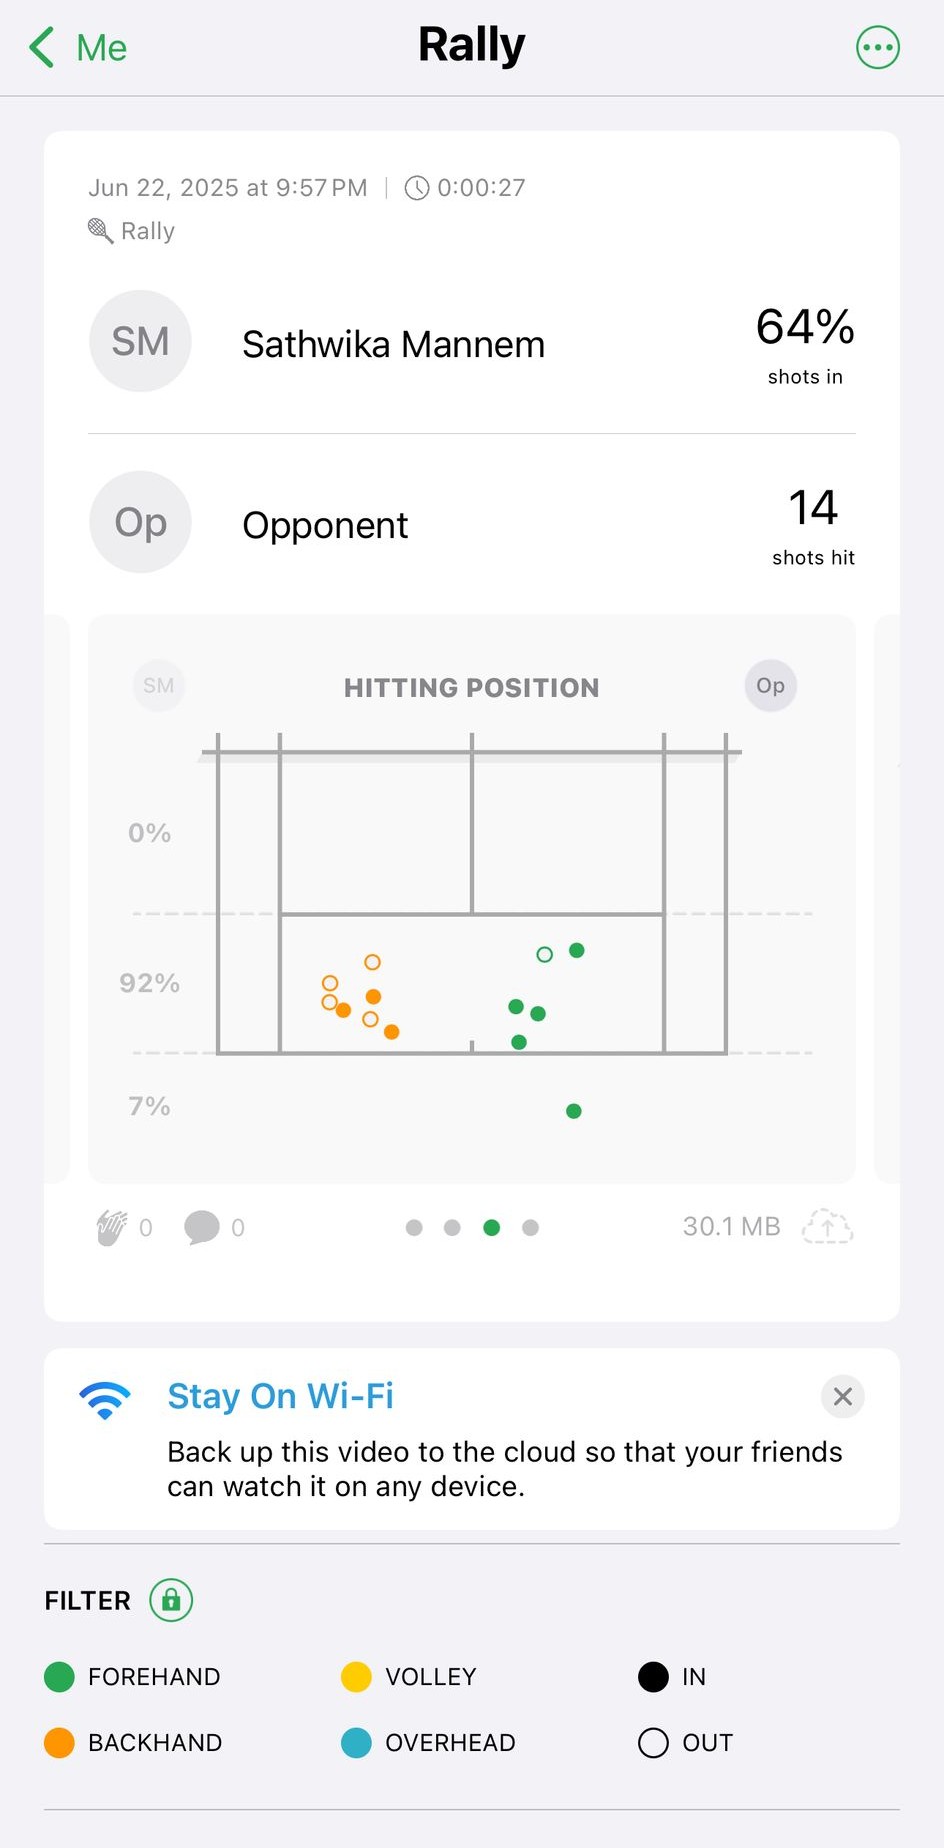 Me
Rally
Jun 22, 2025 at 9:57 PM
0:00:27
Rally
SM
Sathwika Mannem
64%
shots in
Op
Opponent
14
shots hit
SM
HITTING POSITION
Op
0%
92%
7%
0
0
30.1 MB
Stay On Wi-Fi
Back up this video to the cloud so that your friends
can watch it on any device.
FILTER
FOREHAND
VOLLEY
IN
BACKHAND
OVERHEAD
OUT